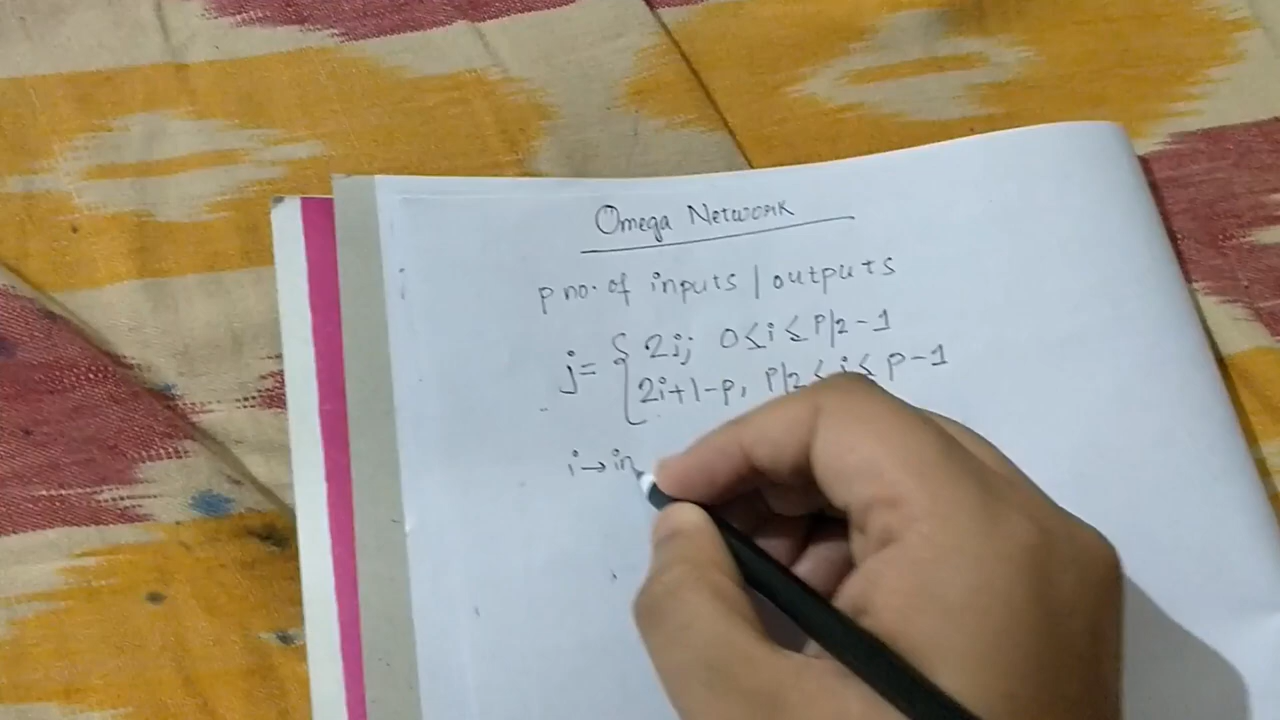 Omega Network
p no. of inputs | outputs
j= { 2i; 0≤i≤ P/2-1
2i+1-p, P/2 ≤ i ≤ p-1
i→in